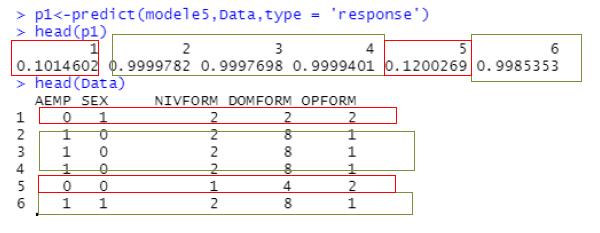 > p1<-predict(modele5,Data,type = 'response')
> head(p1)
1 2 3 4 5 6
0.1014602 0.9999782 0.9997698 0.9999401 0.1200269 0.9985353
> head(Data)
AEMP SEX NIVFORM DOMFORM OPFORM
1 0 1 2 2 2
2 1 0 2 8 1
3 1 0 2 8 1
4 1 0 2 8 1
5 0 0 1 4 2
6 1 1 2 8 1